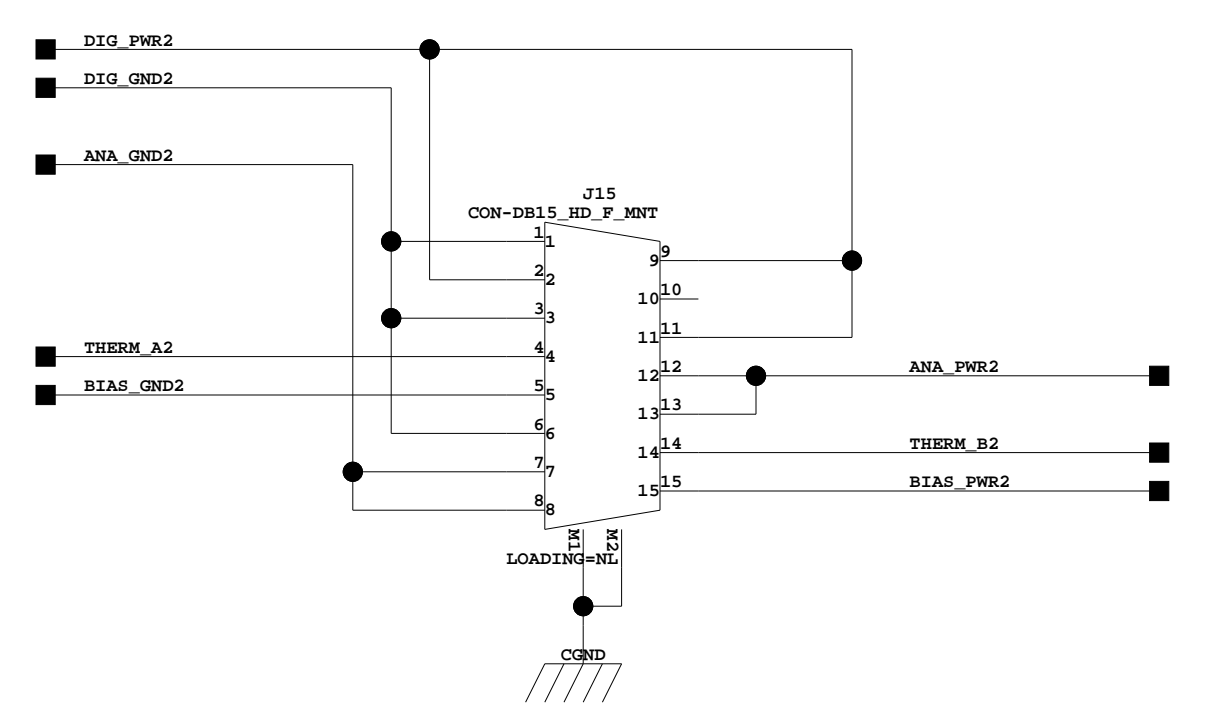 DIG_PWR2
DIG_GND2
ANA_GND2
J15
CON-DB15_HD_F_MNT
1 1
2 2
3 3
THERM_A2 4 4
BIAS_GND2 5 5
6 6
7 7
8 8
9 9
10 10
11 11
12 12 ANA_PWR2
13 13
14 14 THERM_B2
15 15 BIAS_PWR2
M1 M2
LOADING=NL
CGND